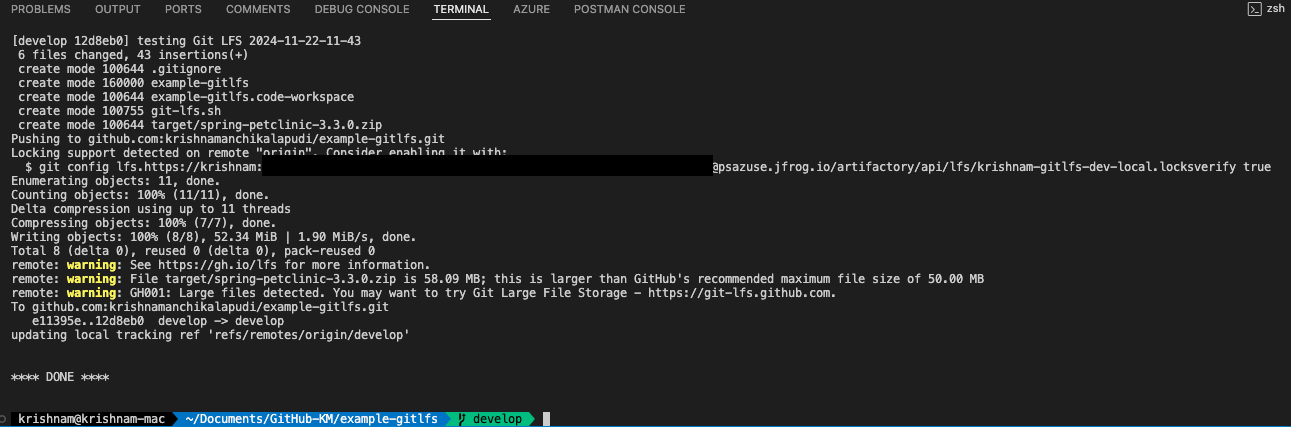 PROBLEMS OUTPUT PORTS COMMENTS DEBUG CONSOLE TERMINAL AZURE POSTMAN CONSOLE zsh
[develop 12d8eb0] testing Git LFS 2024-11-22-11-43
6 files changed, 43 insertions(+)
create mode 100644 .gitignore
create mode 160000 example-gitlfs
create mode 100644 example-gitlfs.code-workspace
create mode 100755 git-lfs.sh
create mode 100644 target/spring-petclinic-3.3.0.zip
Pushing to github.com:krishnamanchikalapudi/example-gitlfs.git
Locking support detected on remote "origin". Consider enabling it with:
$ git config lfs.https://krishnam: @psazuse.jfrog.io/artifactory/api/lfs/krishnam-gitlfs-dev-local.locksverify true
Enumerating objects: 11, done.
Counting objects: 100% (11/11), done.
Delta compression using up to 11 threads
Compressing objects: 100% (7/7), done.
Writing objects: 100% (8/8), 52.34 MiB | 1.90 MiB/s, done.
Total 8 (delta 0), reused 0 (delta 0), pack-reused 0
remote: warning: See https://gh.io/lfs for more information.
remote: warning: File target/spring-petclinic-3.3.0.zip is 58.09 MB; this is larger than GitHub's recommended maximum file size of 50.00 MB
remote: warning: GH001: Large files detected. You may want to try Git Large File Storage - https://git-lfs.github.com.
To github.com:krishnamanchikalapudi/example-gitlfs.git
e11395e..12d8eb0 develop -> develop
updating local tracking ref 'refs/remotes/origin/develop'
**** DONE ****
krishnam@krishnam-mac ~/Documents/GitHub-KM/example-gitlfs develop